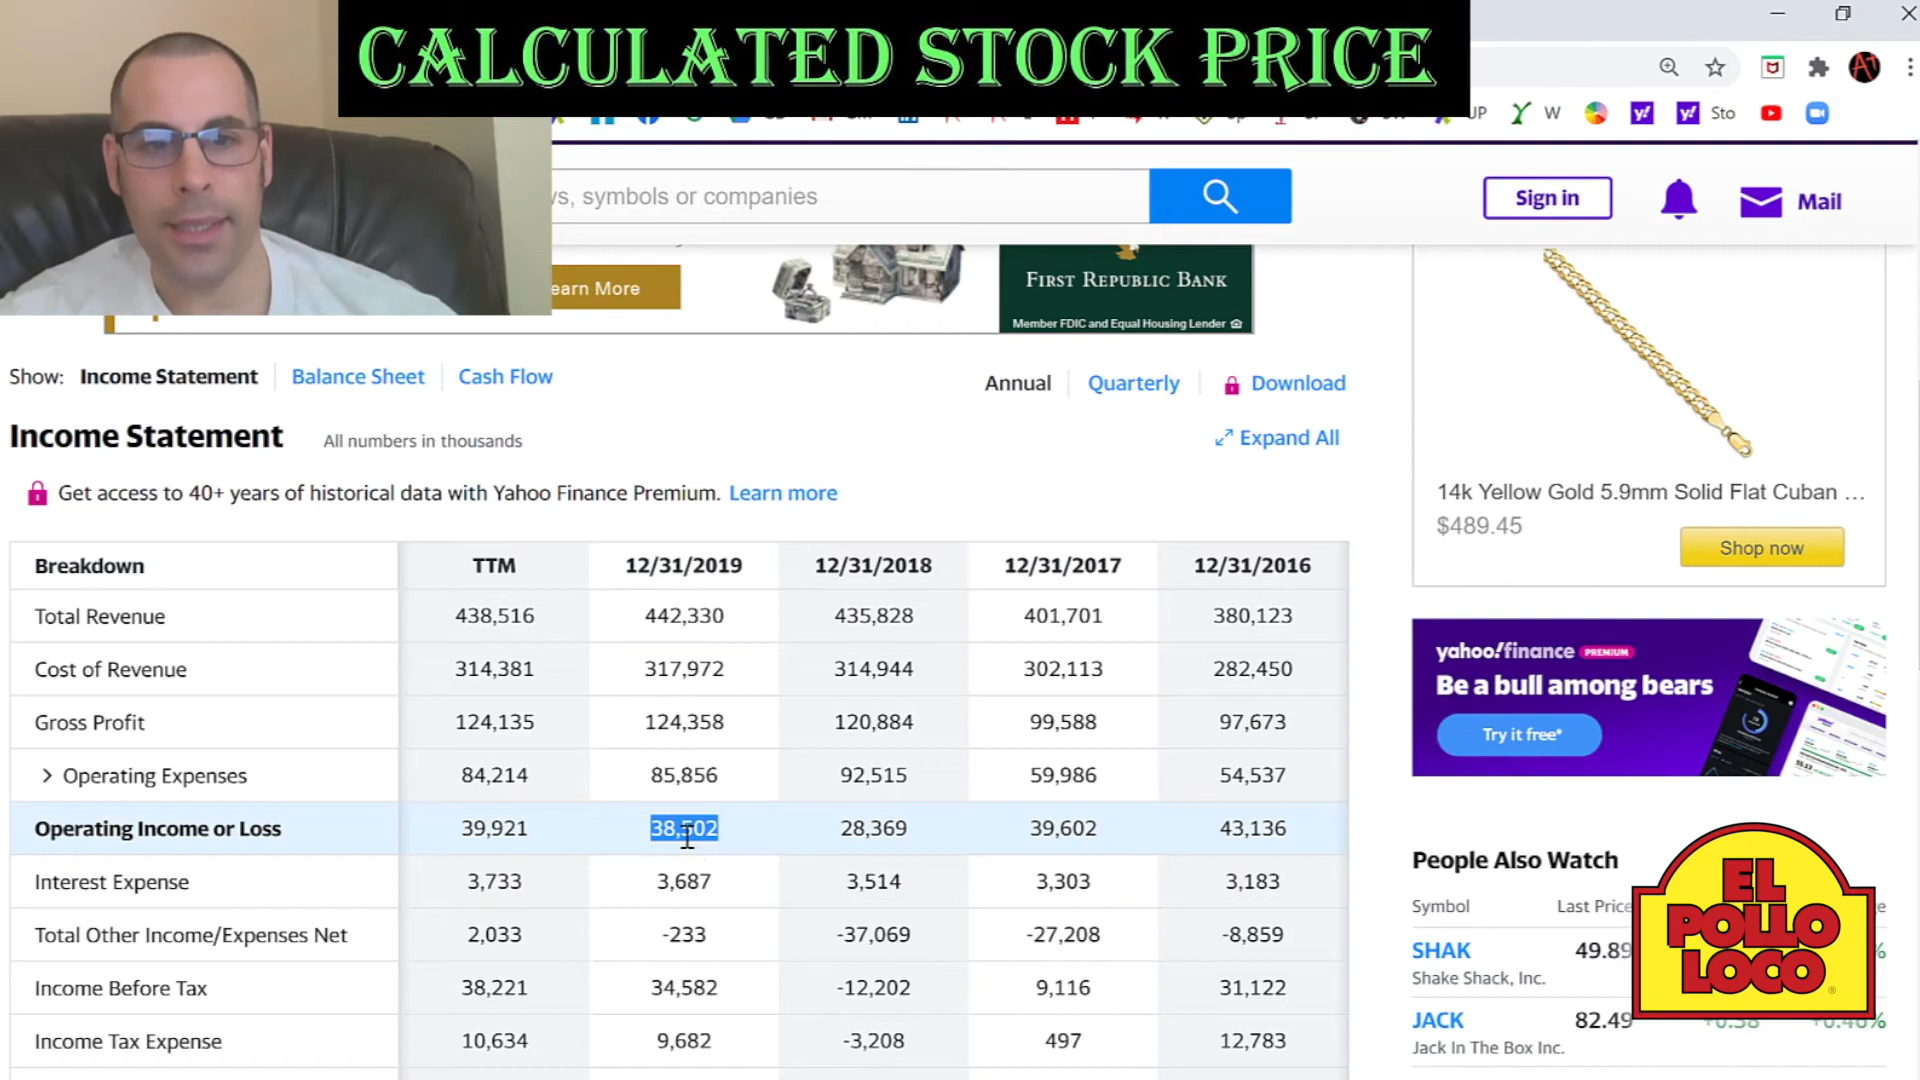 CALCULATED STOCK PRICE
UP
W
Sto
s, symbols or companies
Sign in
Mail
earn More
FIRST REPUBLIC BANK
Member FDIC and Equal Housing Lender
Show: Income Statement Balance Sheet Cash Flow
Annual Quarterly Download
Income Statement All numbers in thousands
Expand All
Get access to 40+ years of historical data with Yahoo Finance Premium. Learn more
Breakdown TTM 12/31/2019 12/31/2018 12/31/2017 12/31/2016
Total Revenue 438,516 442,330 435,828 401,701 380,123
Cost of Revenue 314,381 317,972 314,944 302,113 282,450
Gross Profit 124,135 124,358 120,884 99,588 97,673
> Operating Expenses 84,214 85,856 92,515 59,986 54,537
Operating Income or Loss 39,921 38,502 28,369 39,602 43,136
Interest Expense 3,733 3,687 3,514 3,303 3,183
Total Other Income/Expenses Net 2,033 -233 -37,069 -27,208 -8,859
Income Before Tax 38,221 34,582 -12,202 9,116 31,122
Income Tax Expense 10,634 9,682 -3,208 497 12,783
14k Yellow Gold 5.9mm Solid Flat Cuban ...
$489.45
Shop now
yahoo!finance PREMIUM
Be a bull among bears
Try it free*
People Also Watch
Symbol Last Price
SHAK 49.89
Shake Shack, Inc.
JACK 82.49 +0.38 +0.46%
Jack In The Box Inc.
EL
POLLO
LOCO